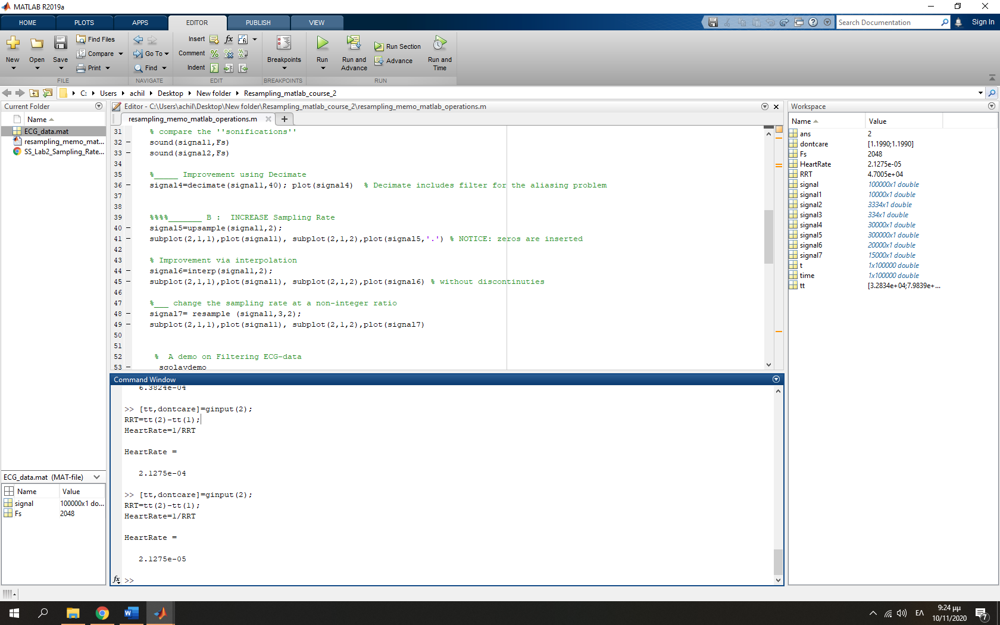 MATLAB R2019a
HOME PLOTS APPS EDITOR PUBLISH VIEW Search Documentation Sign In
New Open Save Find Files Compare Print
Go To Find
Insert fx Comment Indent
Breakpoints
Run Run and Advance Run Section Advance Run and Time
FILE NAVIGATE EDIT BREAKPOINTS RUN
C: Users achil Desktop New folder Resampling_matlab_course_2
Current Folder
Name
ECG_data.mat
resampling_memo_mat...
SS_Lab2_Sampling_Rate...
ECG_data.mat (MAT-file)
Name Value
signal 100000x1 do...
Fs 2048
Editor - C:\Users\achil\Desktop\New folder\Resampling_matlab_course_2\resampling_memo_matlab_operations.m
resampling_memo_matlab_operations.m
31 % compare the ''sonifications''
32 – sound(signal1,Fs)
33 – sound(signal2,Fs)
34
35 %_____ Improvement using Decimate
36 – signal4=decimate(signal1,40); plot(signal4) % Decimate includes filter for the aliasing problem
37
38
39 %%%%_______ B : INCREASE Sampling Rate
40 – signal5=upsample(signal1,2);
41 – subplot(2,1,1),plot(signal1), subplot(2,1,2),plot(signal5,'.') % NOTICE: zeros are inserted
42
43 % Improvement via interpolation
44 – signal6=interp(signal1,2);
45 – subplot(2,1,1),plot(signal1), subplot(2,1,2),plot(signal6) % without discontinuties
46
47 %___ change the sampling rate at a non-integer ratio
48 – signal7= resample (signal1,3,2);
49 – subplot(2,1,1),plot(signal1), subplot(2,1,2),plot(signal7)
50
51
52 % A demo on Filtering ECG-data
53 – sgolaydemo
Command Window
6.3824e-04
>> [tt,dontcare]=ginput(2);
RRT=tt(2)-tt(1);
HeartRate=1/RRT
HeartRate =
2.1275e-04
>> [tt,dontcare]=ginput(2);
RRT=tt(2)-tt(1);
HeartRate=1/RRT
HeartRate =
2.1275e-05
fx >>
Workspace
Name Value
ans 2
dontcare [1.1990;1.1990]
Fs 2048
HeartRate 2.1275e-05
RRT 4.7005e+04
signal 100000x1 double
signal1 10000x1 double
signal2 3334x1 double
signal3 334x1 double
signal4 30000x1 double
signal5 300000x1 double
signal6 20000x1 double
signal7 15000x1 double
t 1x100000 double
time 1x100000 double
tt [3.2834e+04;7.9839e+...
ΕΛ
9:24 μμ
10/11/2020
7